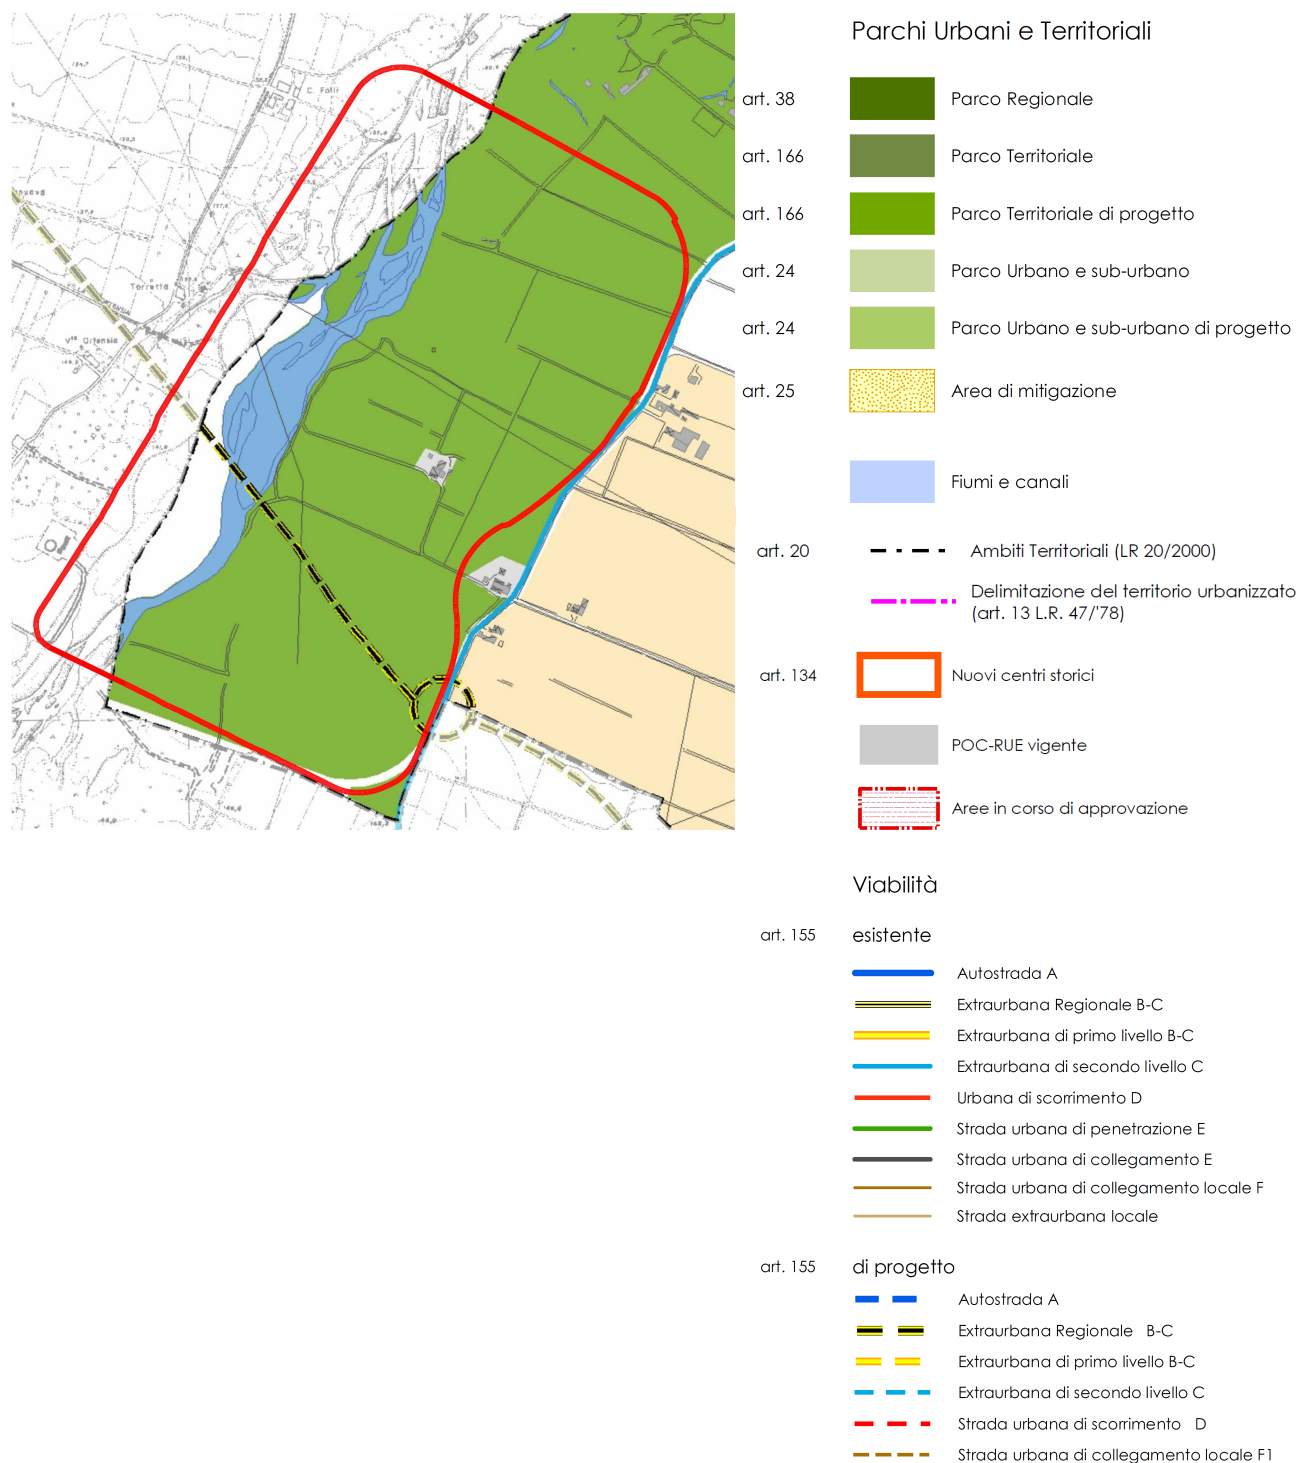 Parchi Urbani e Territoriali
art. 38 Parco Regionale
art. 166 Parco Territoriale
art. 166 Parco Territoriale di progetto
art. 24 Parco Urbano e sub-urbano
art. 24 Parco Urbano e sub-urbano di progetto
art. 25 Area di mitigazione
Fiumi e canali
art. 20 Ambiti Territoriali (LR 20/2000)
Delimitazione del territorio urbanizzato
(art. 13 L.R. 47/'78)
art. 134 Nuovi centri storici
POC-RUE vigente
Aree in corso di approvazione
Viabilità
art. 155 esistente
Autostrada A
Extraurbana Regionale B-C
Extraurbana di primo livello B-C
Extraurbana di secondo livello C
Urbana di scorrimento D
Strada urbana di penetrazione E
Strada urbana di collegamento E
Strada urbana di collegamento locale F
Strada extraurbana locale
art. 155 di progetto
Autostrada A
Extraurbana Regionale B-C
Extraurbana di primo livello B-C
Extraurbana di secondo livello C
Strada urbana di scorrimento D
Strada urbana di collegamento locale F1
C. Folli
Torretta